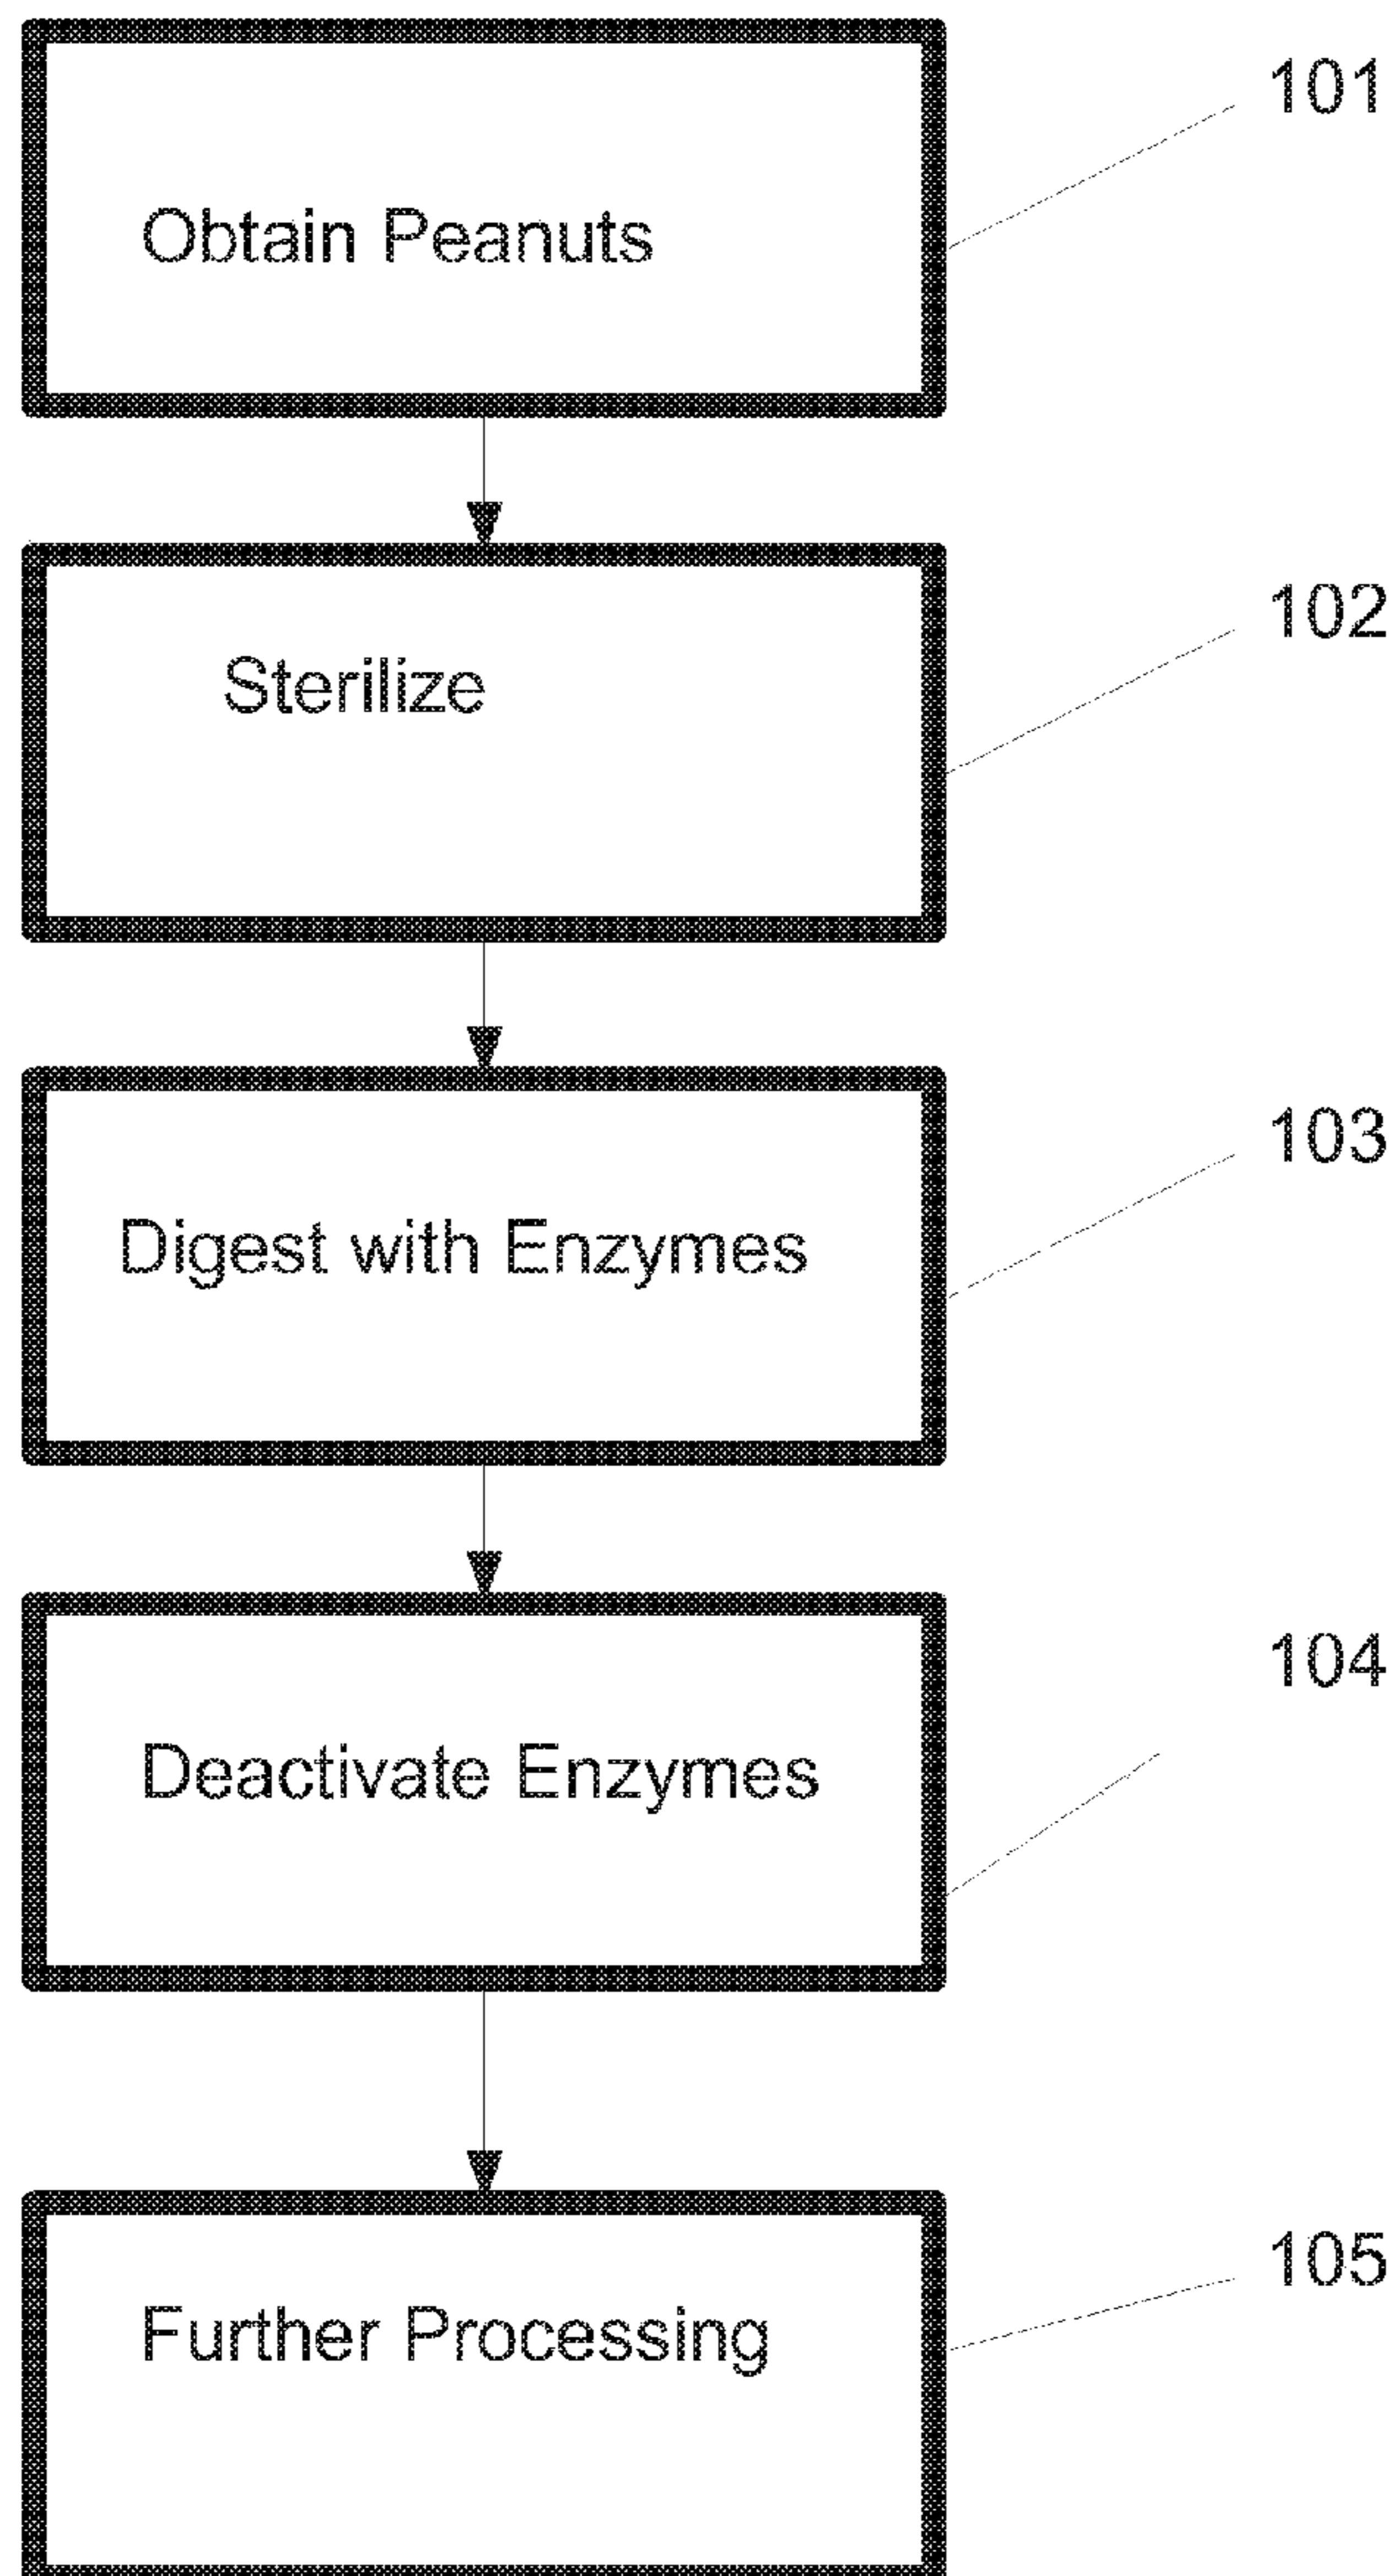 Obtain Peanuts
101
Sterilize
102
Digest with Enzymes
103
Deactivate Enzymes
104
Further Processing
105